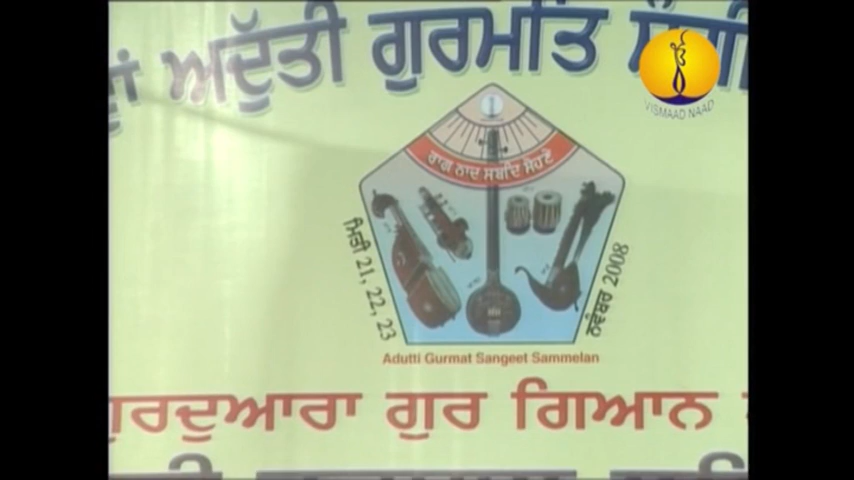 ਅਦੁੱਤੀ ਗੁਰਮਤਿ
VISMAAD NAAD
ਰਾਗ ਨਾਦ ਸਬਦਿ ਸੋਹਣੇ
ਮਿਤੀ 21, 22, 23
ਨਵੰਬਰ 2008
Adutti Gurmat Sangeet Sammelan
ਗੁਰਦੁਆਰਾ ਗੁਰ ਗਿਆਨ